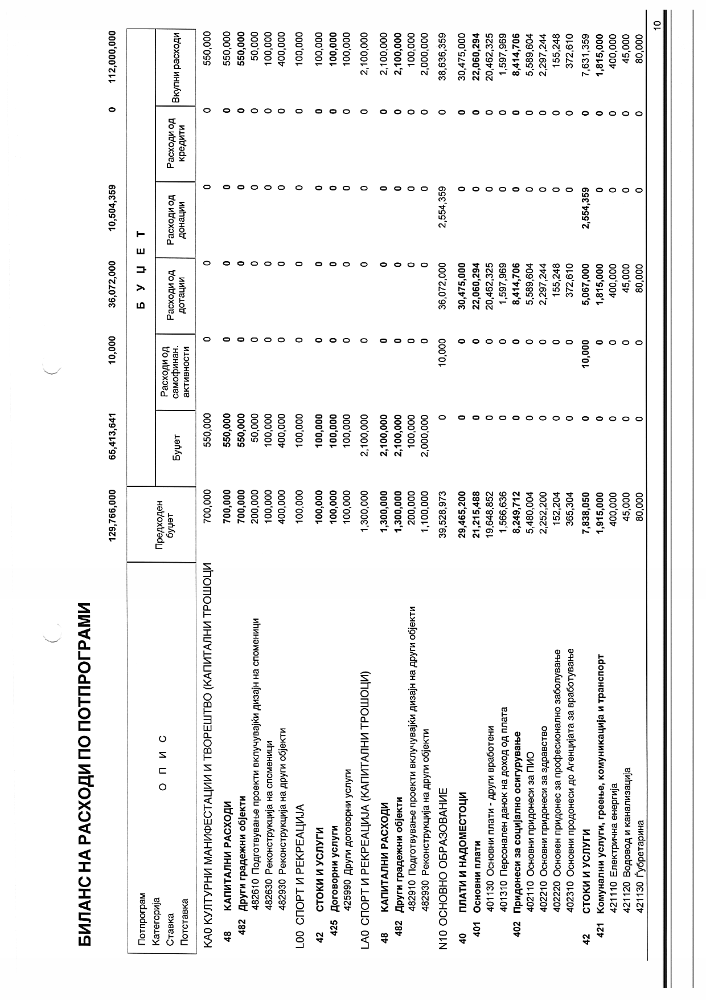 БИЛАНС НА РАСХОДИ ПО ПОТПРОГРАМИ
129,766,000 65,413,641 10,000 36,072,000 10,504,359 0 112,000,000
Потпрограм
Категорија
Ставка
Потставка
О П И С
Предходен буџет
Б У Џ Е Т
Буџет
Расходи од самофинан. активности
Расходи од дотации
Расходи од донации
Расходи од кредити
Вкупни расходи
КА0 КУЛТУРНИ МАНИФЕСТАЦИИ И ТВОРЕШТВО (КАПИТАЛНИ ТРОШОЦИ 700,000 550,000 0 0 0 0 550,000
48 КАПИТАЛНИ РАСХОДИ 700,000 550,000 0 0 0 0 550,000
482 Други градежни објекти 700,000 550,000 0 0 0 0 550,000
482610 Подготвување проекти вклучувајќи дизајн на споменици 200,000 50,000 0 0 0 0 50,000
482630 Реконструкција на споменици 100,000 100,000 0 0 0 0 100,000
482930 Реконструкција на други објекти 400,000 400,000 0 0 0 0 400,000
L00 СПОРТ И РЕКРЕАЦИЈА 100,000 100,000 0 0 0 0 100,000
42 СТОКИ И УСЛУГИ 100,000 100,000 0 0 0 0 100,000
425 Договорни услуги 100,000 100,000 0 0 0 0 100,000
425990 Други договорни услуги 100,000 100,000 0 0 0 0 100,000
LA0 СПОРТ И РЕКРЕАЦИЈА (КАПИТАЛНИ ТРОШОЦИ) 1,300,000 2,100,000 0 0 0 0 2,100,000
48 КАПИТАЛНИ РАСХОДИ 1,300,000 2,100,000 0 0 0 0 2,100,000
482 Други градежни објекти 1,300,000 2,100,000 0 0 0 0 2,100,000
482910 Подготвување проекти вклучувајќи дизајн на други објекти 200,000 100,000 0 0 0 0 100,000
482930 Реконструкција на други објекти 1,100,000 2,000,000 0 0 0 0 2,000,000
N10 ОСНОВНО ОБРАЗОВАНИЕ 39,528,973 0 10,000 36,072,000 2,554,359 0 38,636,359
40 ПЛАТИ И НАДОМЕСТОЦИ 29,465,200 0 0 30,475,000 0 0 30,475,000
401 Основни плати 21,215,488 0 0 22,060,294 0 0 22,060,294
401130 Основни плати - други вработени 19,648,852 0 0 20,462,325 0 0 20,462,325
401310 Персонален данок на доход од плата 1,566,636 0 0 1,597,969 0 0 1,597,969
402 Придонеси за социјално осигурување 8,249,712 0 0 8,414,706 0 0 8,414,706
402110 Основни придонеси за ПИО 5,480,004 0 0 5,589,604 0 0 5,589,604
402210 Основни придонеси за здравство 2,252,200 0 0 2,297,244 0 0 2,297,244
402220 Основен придонес за професионално заболување 152,204 0 0 155,248 0 0 155,248
402310 Основни продонеси до Агенцијата за вработување 365,304 0 0 372,610 0 0 372,610
42 СТОКИ И УСЛУГИ 7,838,050 0 10,000 5,067,000 2,554,359 0 7,631,359
421 Комунални услуги, греење, комуникација и транспорт 1,915,000 0 0 1,815,000 0 0 1,815,000
421110 Електрична енергија 400,000 0 0 400,000 0 0 400,000
421120 Водовод и канализација 45,000 0 0 45,000 0 0 45,000
421130 Ѓубретарина 80,000 0 0 80,000 0 0 80,000
10